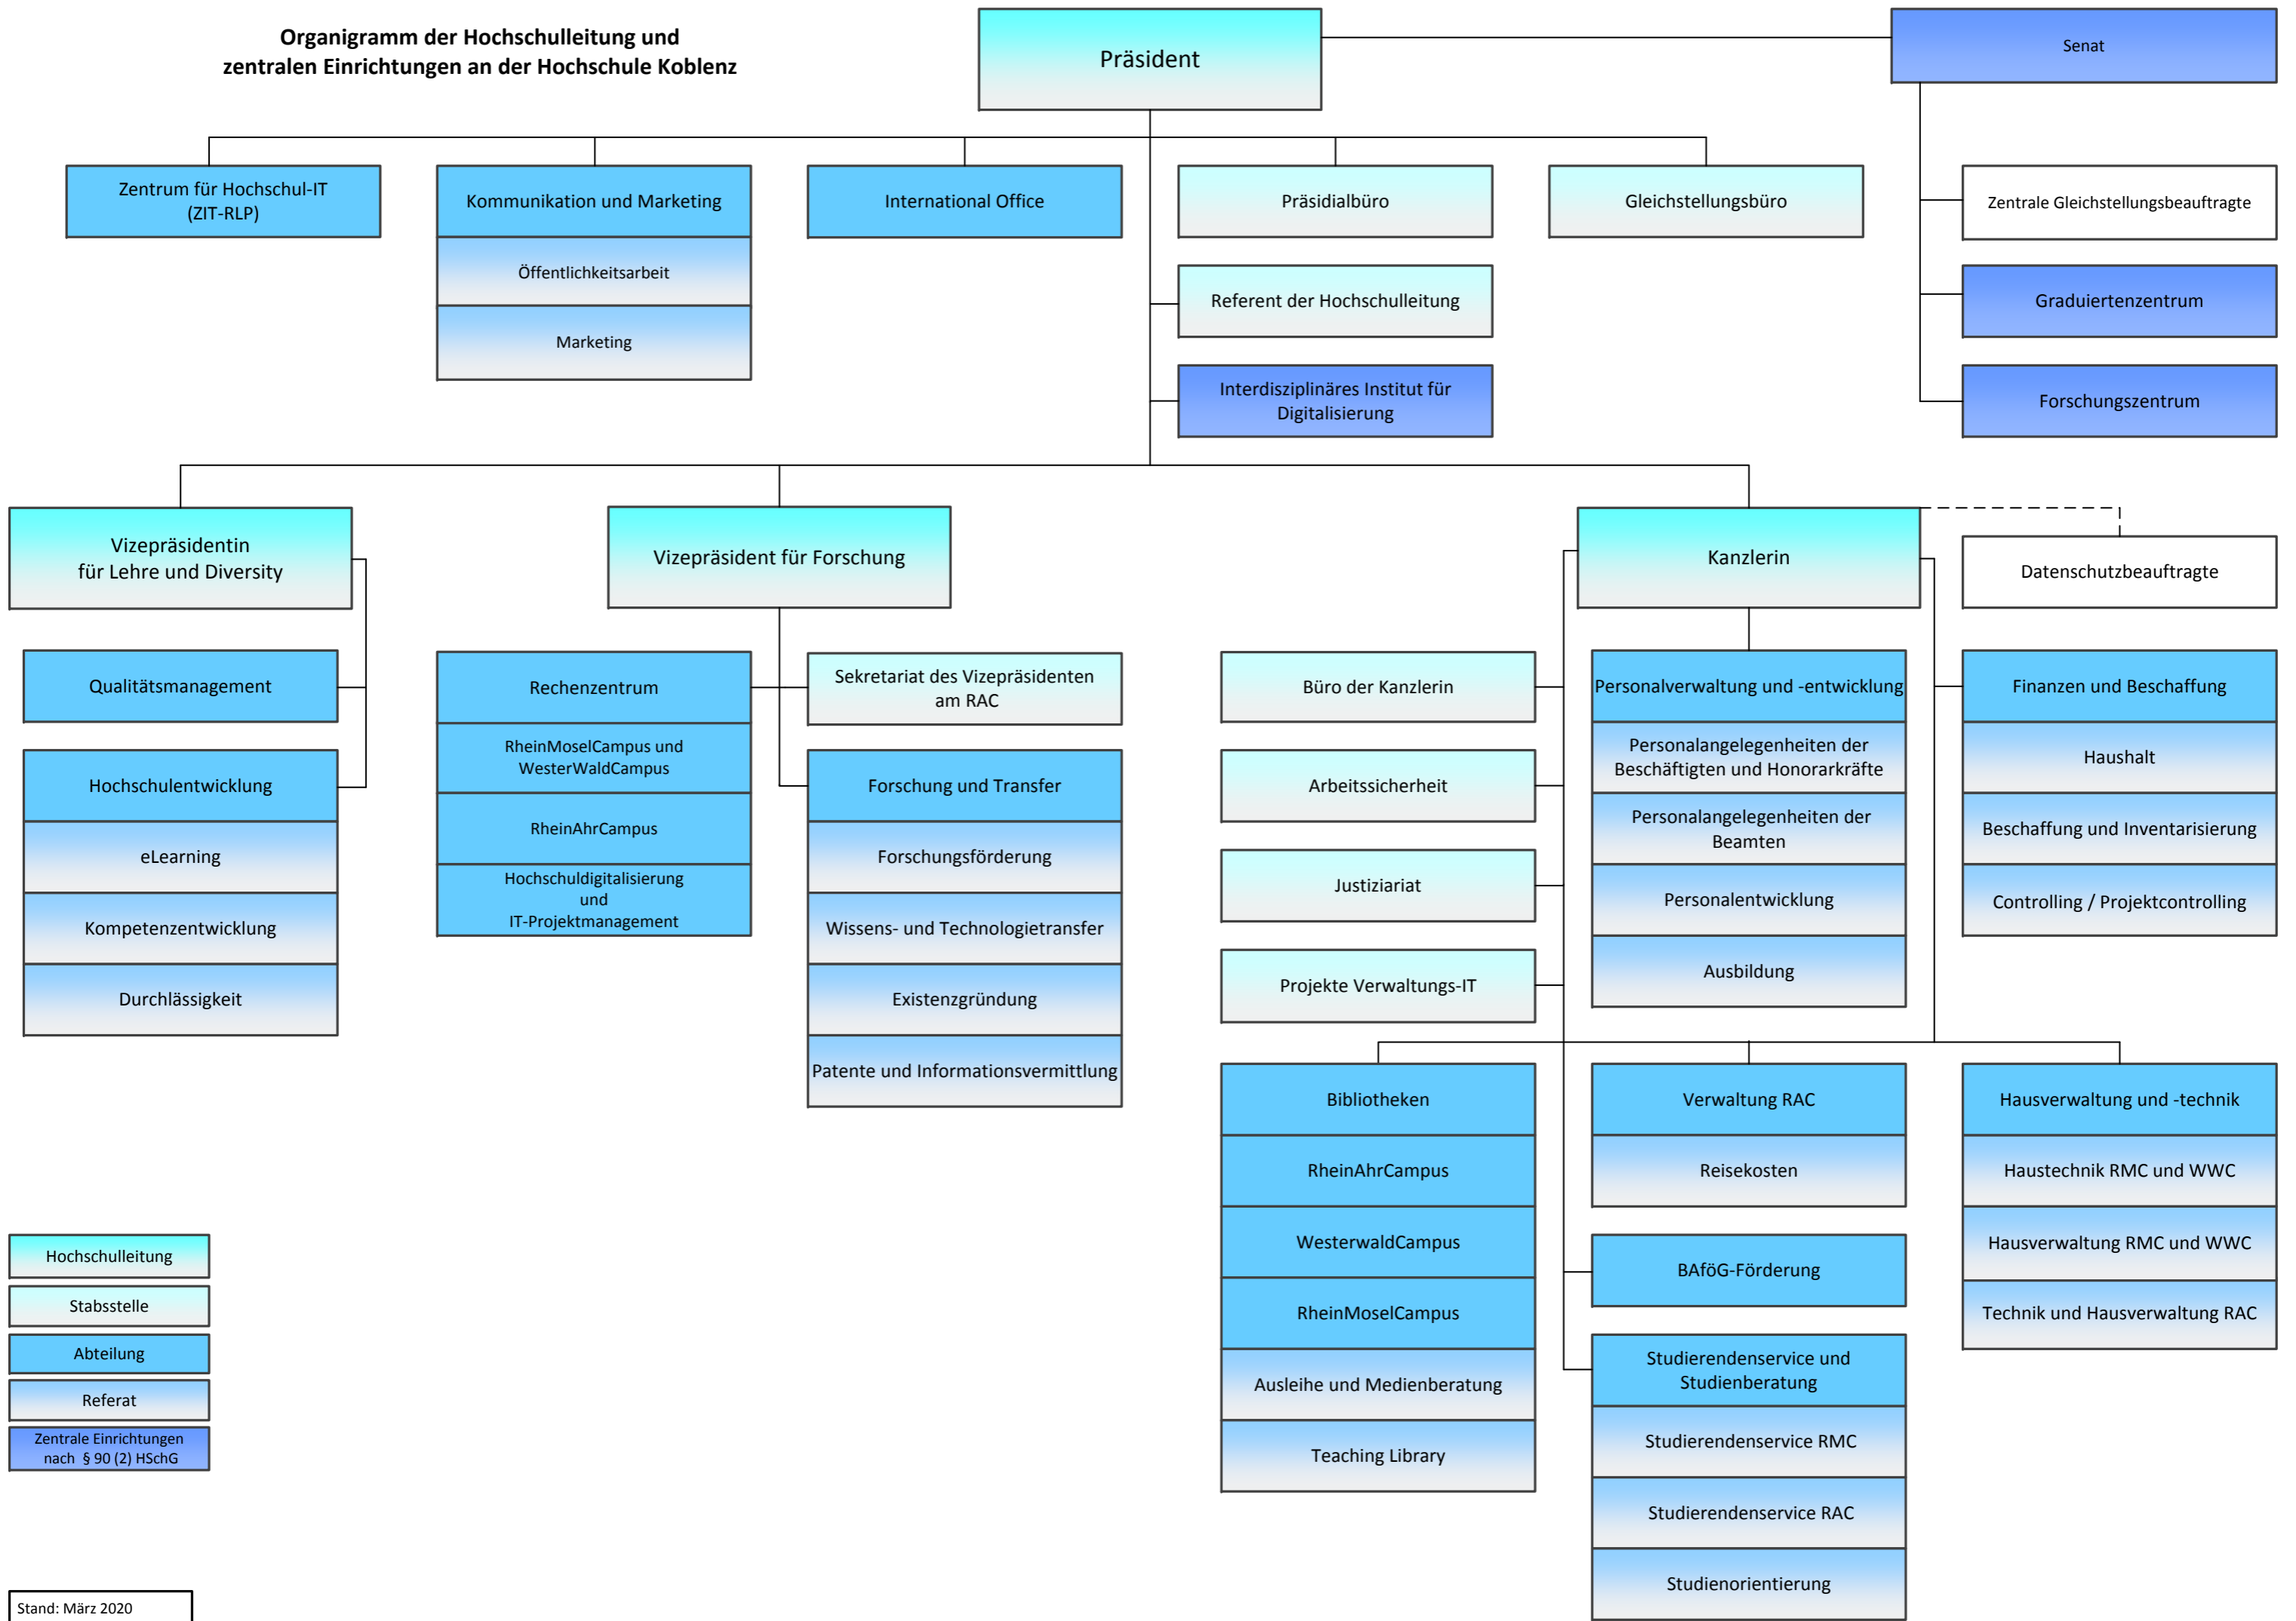 Organigramm der Hochschulleitung und
zentralen Einrichtungen an der Hochschule Koblenz
Präsident
Senat
Zentrum für Hochschul-IT
(ZIT-RLP)
Kommunikation und Marketing
Öffentlichkeitsarbeit
Marketing
International Office
Präsidialbüro
Gleichstellungsbüro
Referent der Hochschulleitung
Interdisziplinäres Institut für
Digitalisierung
Zentrale Gleichstellungsbeauftragte
Graduiertenzentrum
Forschungszentrum
Vizepräsidentin
für Lehre und Diversity
Vizepräsident für Forschung
Kanzlerin
Datenschutzbeauftragte
Qualitätsmanagement
Hochschulentwicklung
eLearning
Kompetenzentwicklung
Durchlässigkeit
Rechenzentrum
RheinMoselCampus und
WesterWaldCampus
RheinAhrCampus
Hochschuldigitalisierung
und
IT-Projektmanagement
Sekretariat des Vizepräsidenten
am RAC
Forschung und Transfer
Forschungsförderung
Wissens- und Technologietransfer
Existenzgründung
Patente und Informationsvermittlung
Büro der Kanzlerin
Arbeitssicherheit
Justiziariat
Projekte Verwaltungs-IT
Personalverwaltung und -entwicklung
Personalangelegenheiten der
Beschäftigten und Honorarkräfte
Personalangelegenheiten der
Beamten
Personalentwicklung
Ausbildung
Finanzen und Beschaffung
Haushalt
Beschaffung und Inventarisierung
Controlling / Projektcontrolling
Bibliotheken
RheinAhrCampus
WesterwaldCampus
RheinMoselCampus
Ausleihe und Medienberatung
Teaching Library
Verwaltung RAC
Reisekosten
BAföG-Förderung
Studierendenservice und
Studienberatung
Studierendenservice RMC
Studierendenservice RAC
Studienorientierung
Hausverwaltung und -technik
Haustechnik RMC und WWC
Hausverwaltung RMC und WWC
Technik und Hausverwaltung RAC
Hochschulleitung
Stabsstelle
Abteilung
Referat
Zentrale Einrichtungen
nach § 90 (2) HSchG
Stand: März 2020